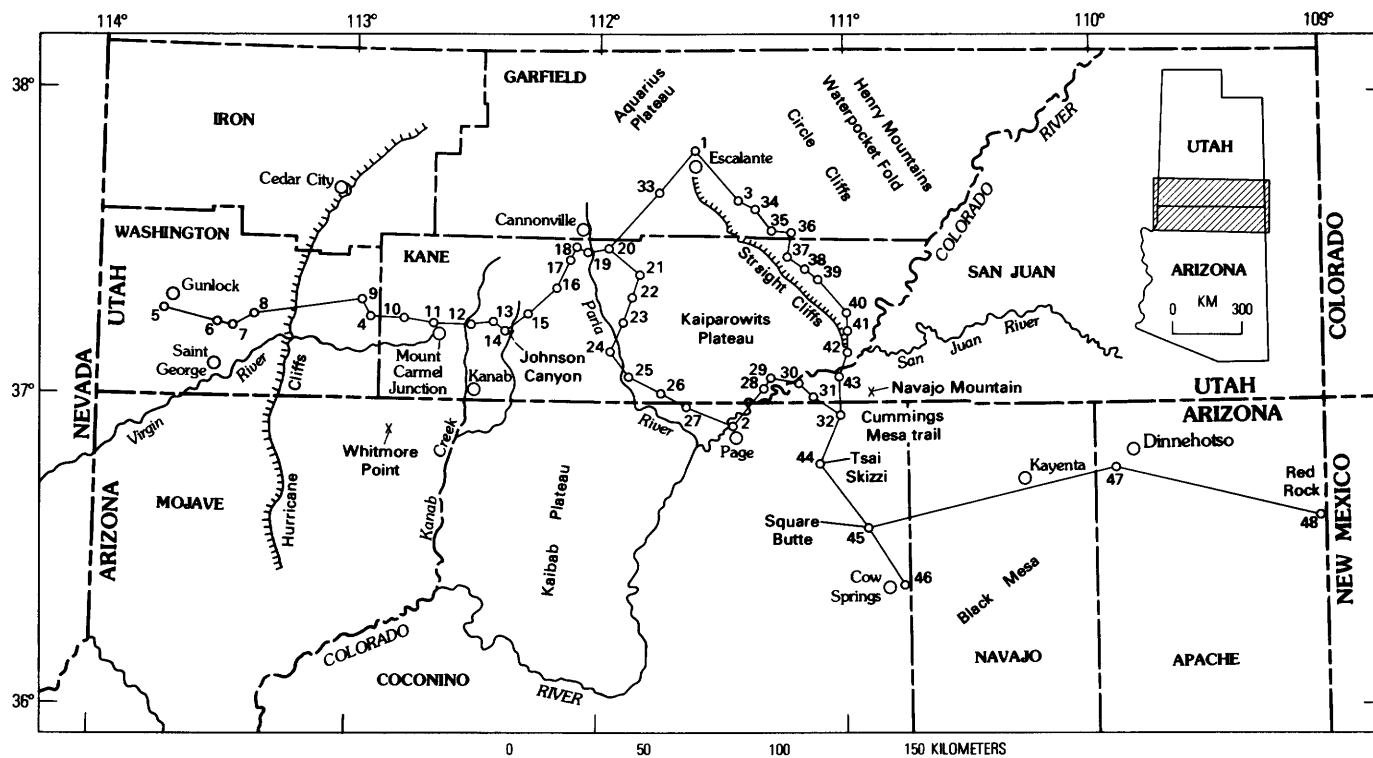 114°
113°
112°
111°
110°
109°
38°
37°
36°
GARFIELD
IRON
Cedar City
WASHINGTON
KANE
UTAH
Gunlock
Saint
George
NEVADA
ARIZONA
Virgin
River
Hurricane
Cliffs
MOJAVE
Whitmore
Point
Mount
Carmel
Junction
Kanab
Kanab
Creek
Johnson
Canyon
Cannonville
Paria
River
Aquarius
Plateau
Escalante
Circle
Cliffs
Waterpocket Fold
Henry Mountains
Straight
Cliffs
Kaiparowits
Plateau
COLORADO
RIVER
SAN JUAN
San
Juan
River
Navajo Mountain
Cummings
Mesa trail
UTAH
ARIZONA
Page
Tsai
Skizzi
Square
Butte
Cow
Springs
Kayenta
Dinnehotso
Red
Rock
Black Mesa
NAVAJO
APACHE
Kaibab Plateau
COLORADO
RIVER
COCONINO
COLORADO
NEW MEXICO
UTAH
ARIZONA
KM
0 300
1
2
3
4
5
6
7
8
9
10
11
12
13
14
15
16
17
18
19
20
21
22
23
24
25
26
27
28
29
30
31
32
33
34
35
36
37
38
39
40
41
42
43
44
45
46
47
48
0 50 100 150 KILOMETERS